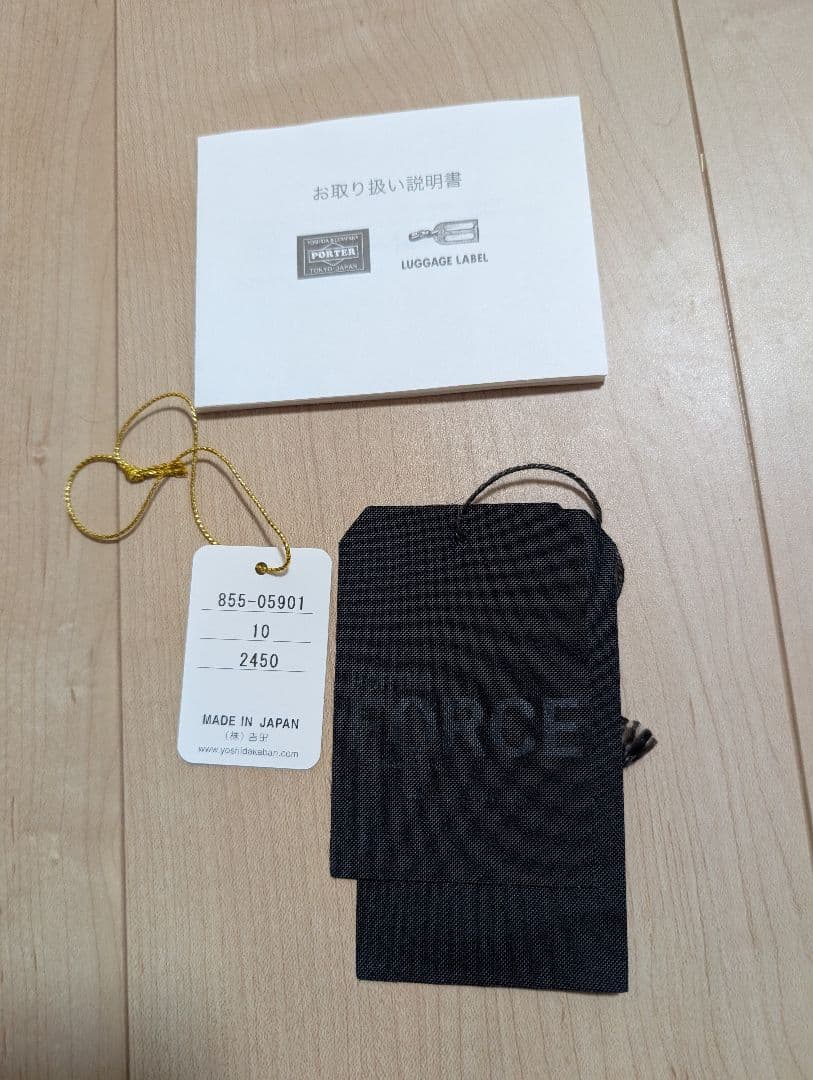 お取り扱い説明書
YOSHIDA & COMPANY
PORTER
TOKYO JAPAN
LUGGAGE LABEL
855-05901
10
2450
MADE IN JAPAN
(株)吉田
www.yoshidakaban.com
FORCE